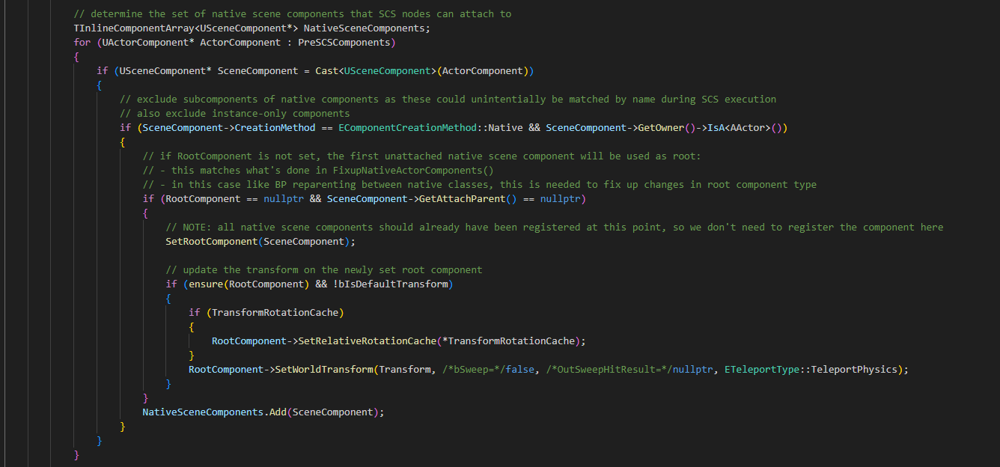 // determine the set of native scene components that SCS nodes can attach to
TInlineComponentArray<USceneComponent*> NativeSceneComponents;
for (UActorComponent* ActorComponent : PreSCSComponents)
{
    if (USceneComponent* SceneComponent = Cast<USceneComponent>(ActorComponent))
    {
        // exclude subcomponents of native components as these could unintentially be matched by name during SCS execution
        // also exclude instance-only components
        if (SceneComponent->CreationMethod == EComponentCreationMethod::Native && SceneComponent->GetOwner()->IsA<AActor>())
        {
            // if RootComponent is not set, the first unattached native scene component will be used as root:
            // - this matches what's done in FixupNativeActorComponents()
            // - in this case like BP reparenting between native classes, this is needed to fix up changes in root component type
            if (RootComponent == nullptr && SceneComponent->GetAttachParent() == nullptr)
            {
                // NOTE: all native scene components should already have been registered at this point, so we don't need to register the component here
                SetRootComponent(SceneComponent);

                // update the transform on the newly set root component
                if (ensure(RootComponent) && !bIsDefaultTransform)
                {
                    if (TransformRotationCache)
                    {
                        RootComponent->SetRelativeRotationCache(*TransformRotationCache);
                    }
                    RootComponent->SetWorldTransform(Transform, /*bSweep=*/false, /*OutSweepHitResult=*/nullptr, ETeleportType::TeleportPhysics);
                }
            }
            NativeSceneComponents.Add(SceneComponent);
        }
    }
}